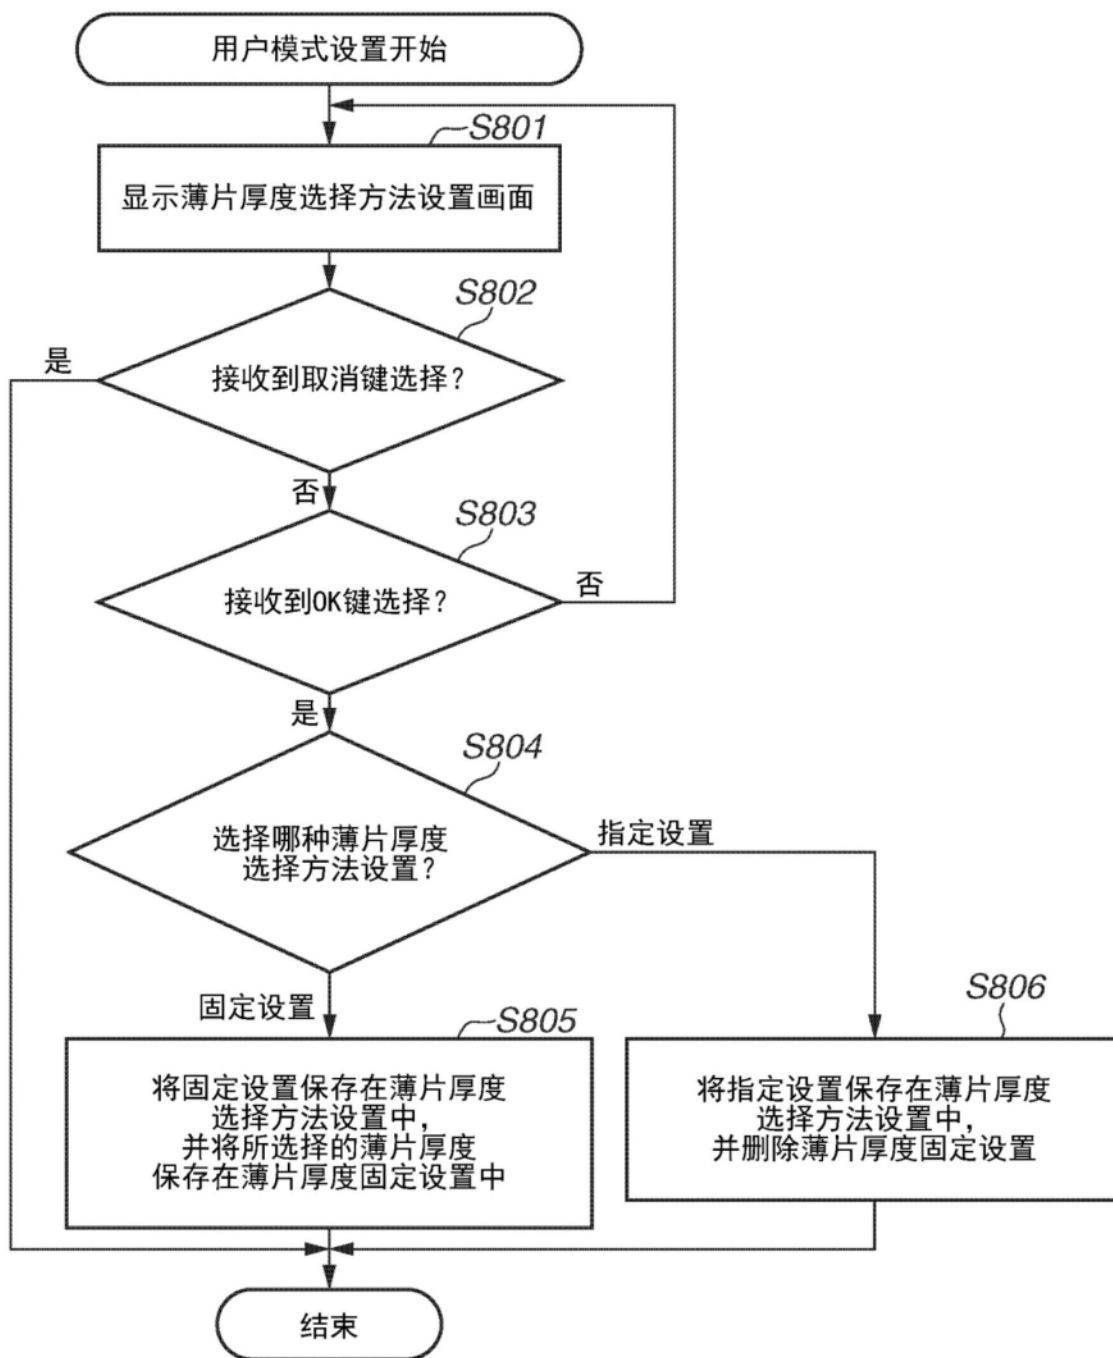 用户模式设置开始
S801
显示薄片厚度选择方法设置画面
S802
是
接收到取消键选择？
否
S803
接收到OK键选择？
否
是
S804
选择哪种薄片厚度
选择方法设置？
指定设置
固定设置
S805
S806
将固定设置保存在薄片厚度
选择方法设置中，
并将所选择的薄片厚度
保存在薄片厚度固定设置中
将指定设置保存在薄片厚度
选择方法设置中，
并删除薄片厚度固定设置
结束